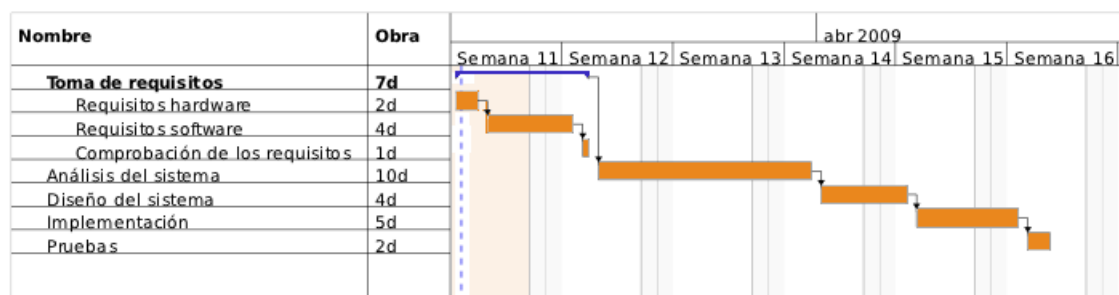 Nombre Obra abr 2009
Semana 11 Semana 12 Semana 13 Semana 14 Semana 15 Semana 16
Toma de requisitos 7d
Requisitos hardware 2d
Requisitos software 4d
Comprobación de los requisitos 1d
Análisis del sistema 10d
Diseño del sistema 4d
Implementación 5d
Pruebas 2d